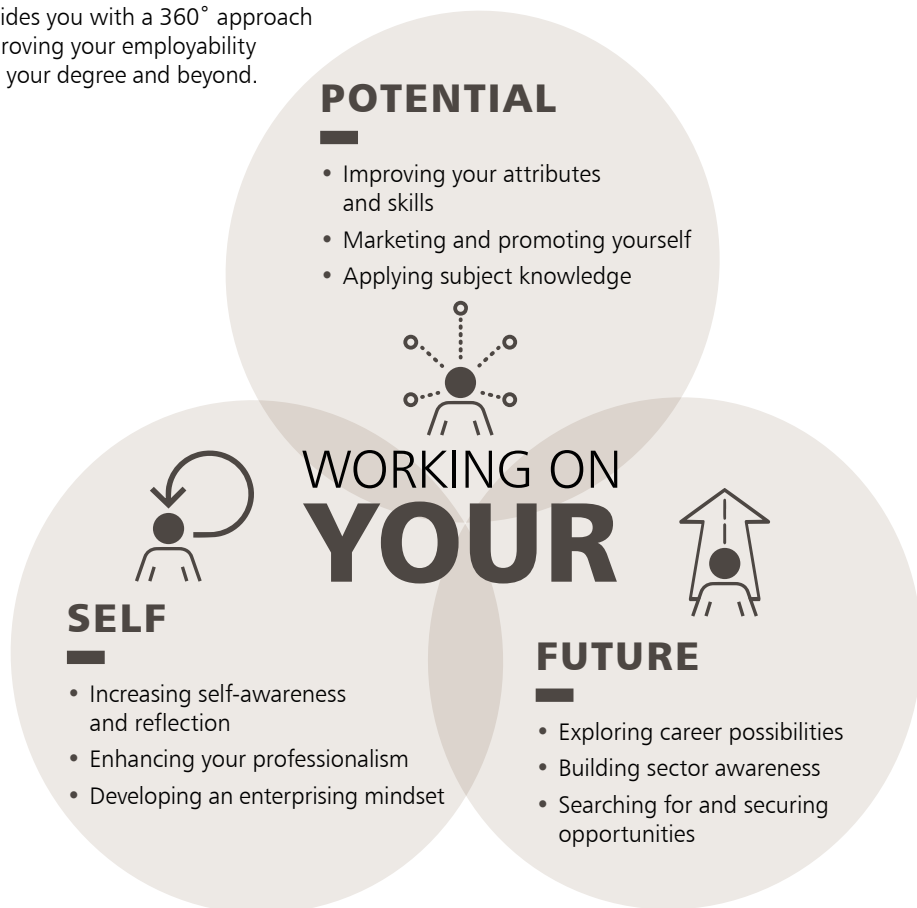 ides you with a 360° approach
roving your employability
your degree and beyond.
POTENTIAL
• Improving your attributes
and skills
• Marketing and promoting yourself
• Applying subject knowledge
WORKING ON
YOUR
SELF
• Increasing self-awareness
and reflection
• Enhancing your professionalism
• Developing an enterprising mindset
FUTURE
• Exploring career possibilities
• Building sector awareness
• Searching for and securing
opportunities